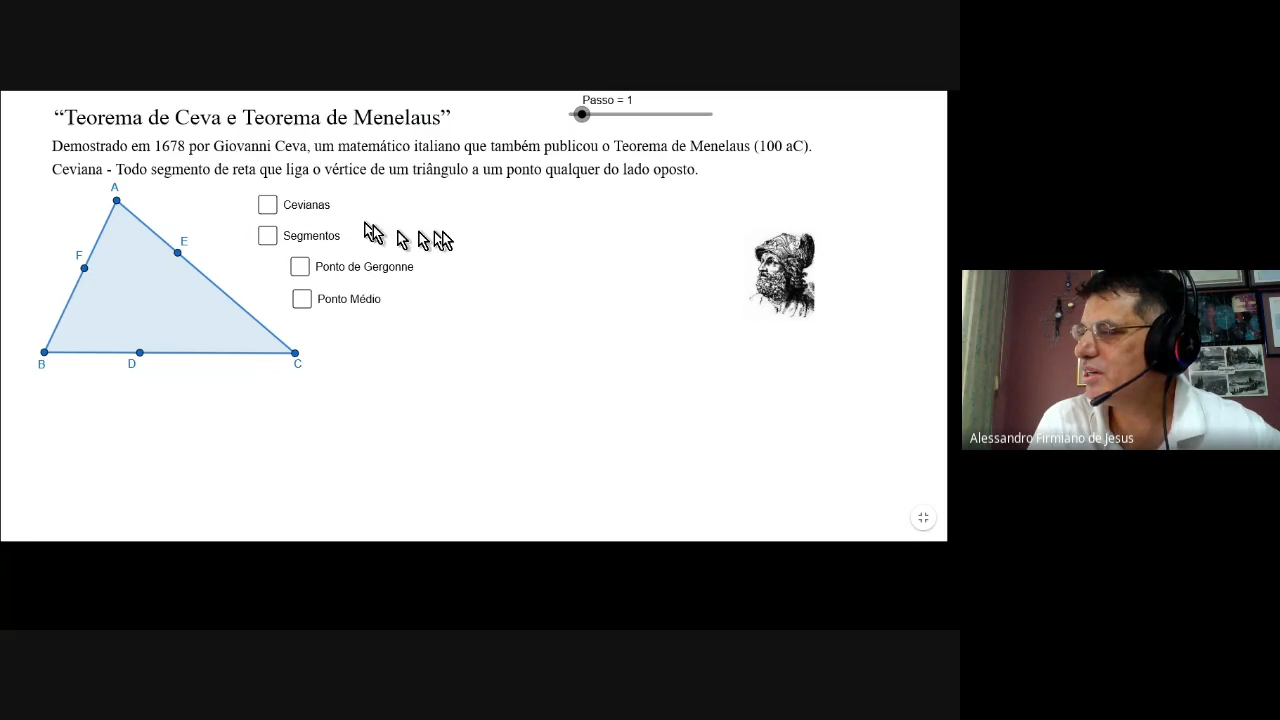 Passo = 1
“Teorema de Ceva e Teorema de Menelaus”
Demostrado em 1678 por Giovanni Ceva, um matemático italiano que também publicou o Teorema de Menelaus (100 aC).
Ceviana - Todo segmento de reta que liga o vértice de um triângulo a um ponto qualquer do lado oposto.
A
Cevianas
Segmentos
E
F
Ponto de Gergonne
Ponto Médio
B
D
C
Alessandro Firmiano de Jesus